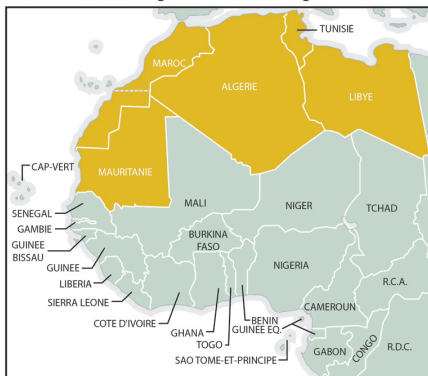 TUNISIE
MAROC
ALGERIE
LIBYE
CAP-VERT
MAURITANIE
MALI
NIGER
TCHAD
SENEGAL
GAMBIE
GUINEE
BISSAU
BURKINA
FASO
GUINEE
NIGERIA
LIBERIA
R.C.A.
SIERRA LEONE
CAMEROUN
COTE D'IVOIRE
BENIN
GHANA
GUINEE EQ.
TOGO
SAO TOME-ET-PRINCIPE
GABON
CONGO
R.D.C.